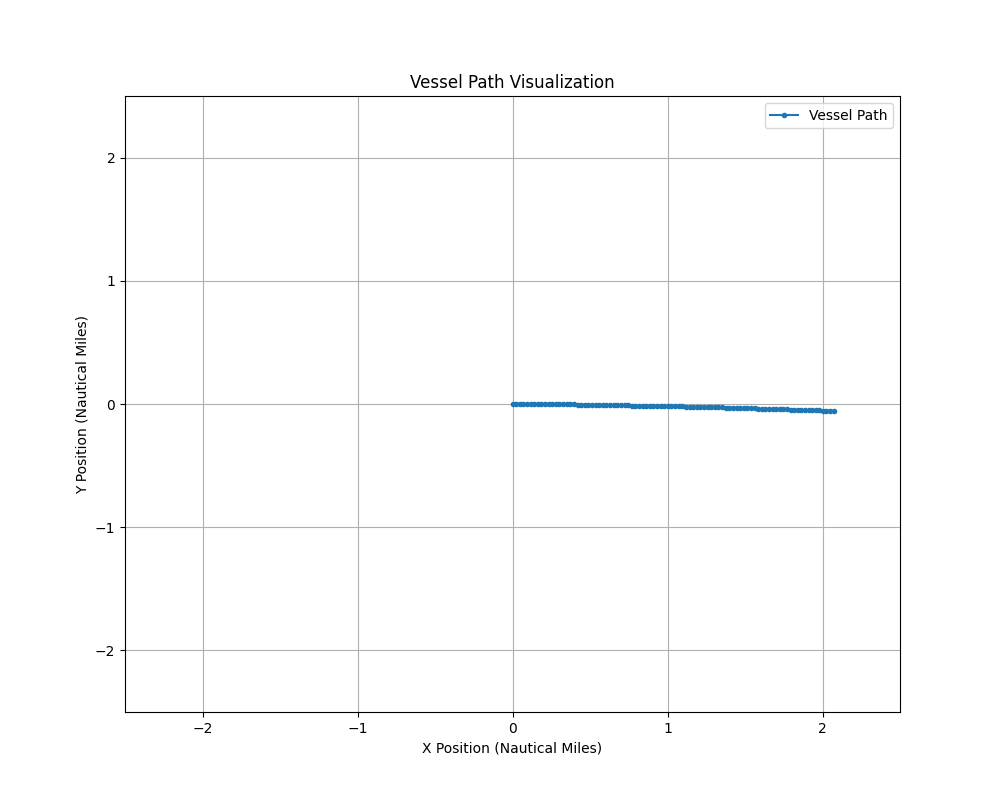 Vessel Path Visualization
Vessel Path
2
1
0
−1
−2
Y Position (Nautical Miles)
−2
−1
0
1
2
X Position (Nautical Miles)